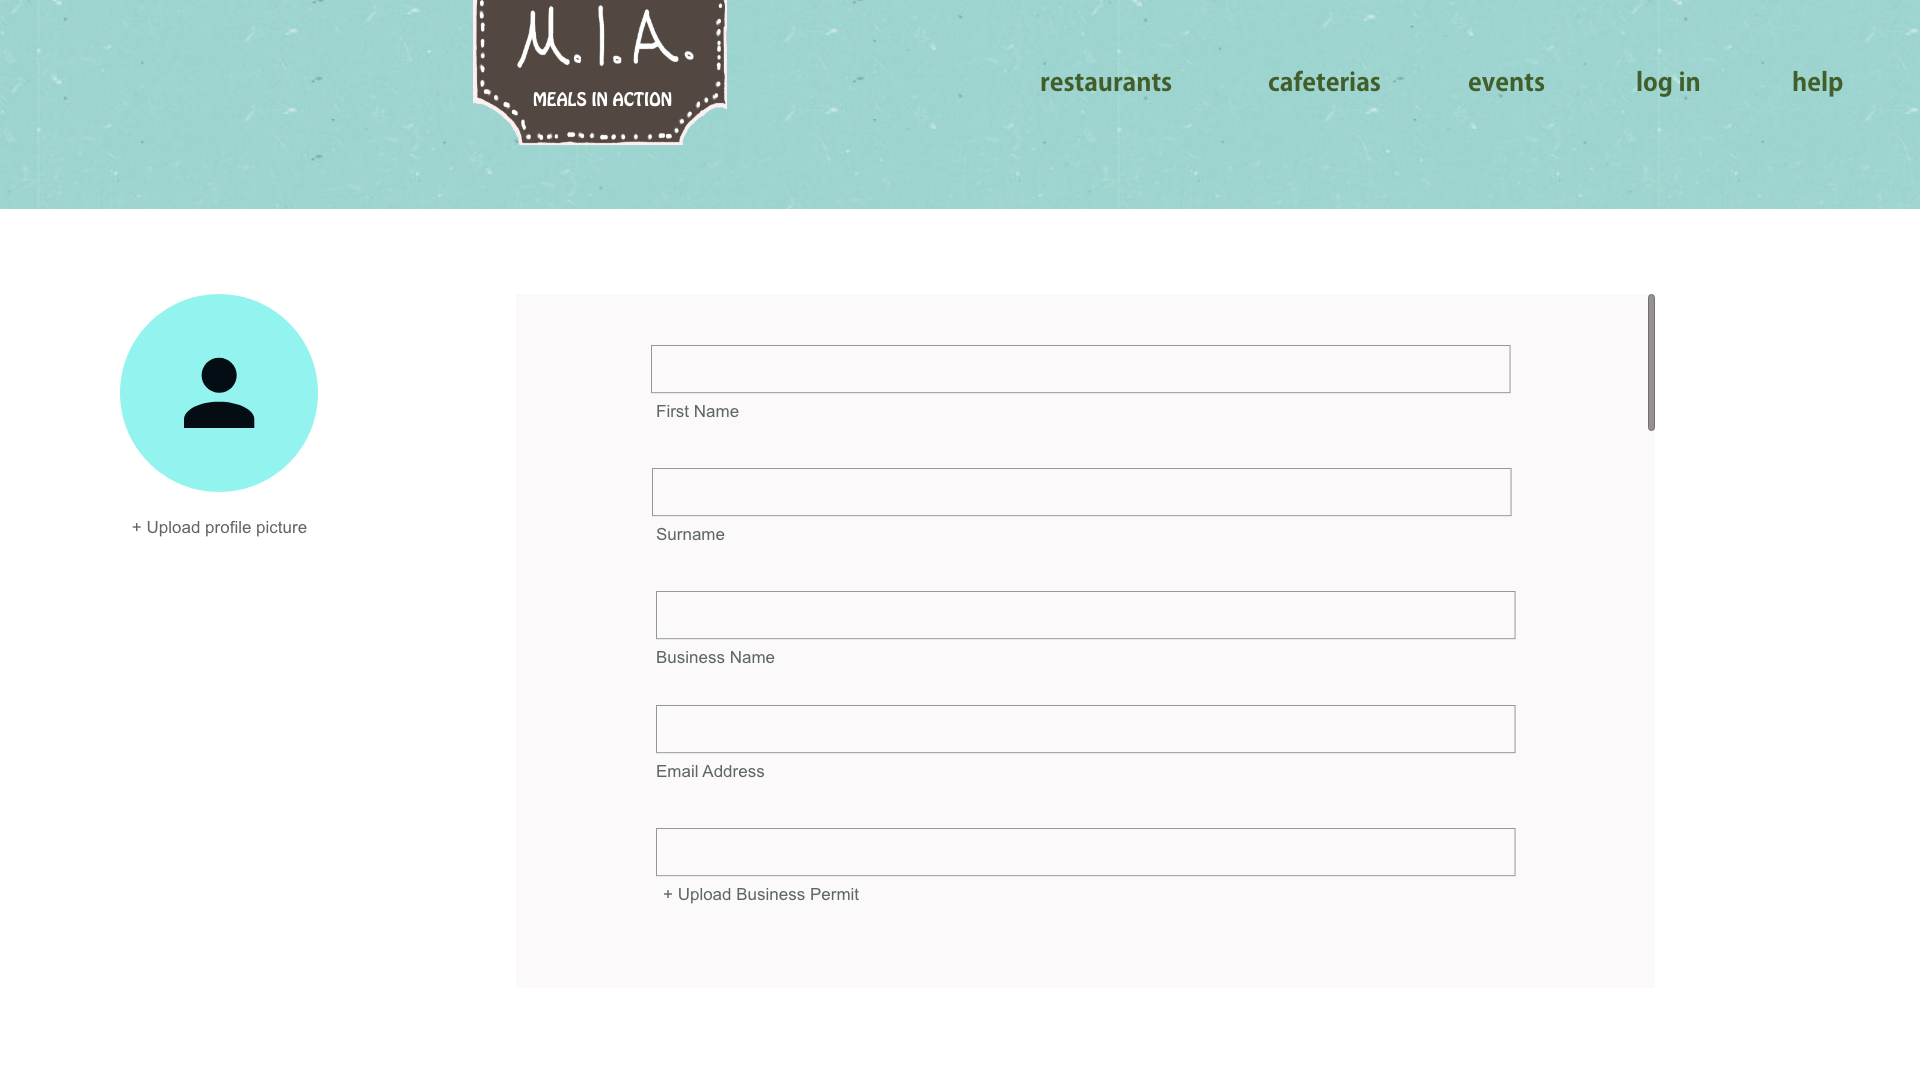 M.I.A.
MEALS IN ACTION
restaurants cafeterias events log in help
+ Upload profile picture
First Name
Surname
Business Name
Email Address
+ Upload Business Permit